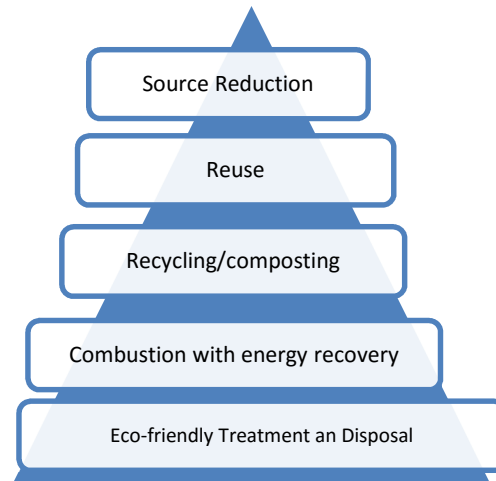 Source Reduction
Reuse
Recycling/composting
Combustion with energy recovery
Eco-friendly Treatment an Disposal